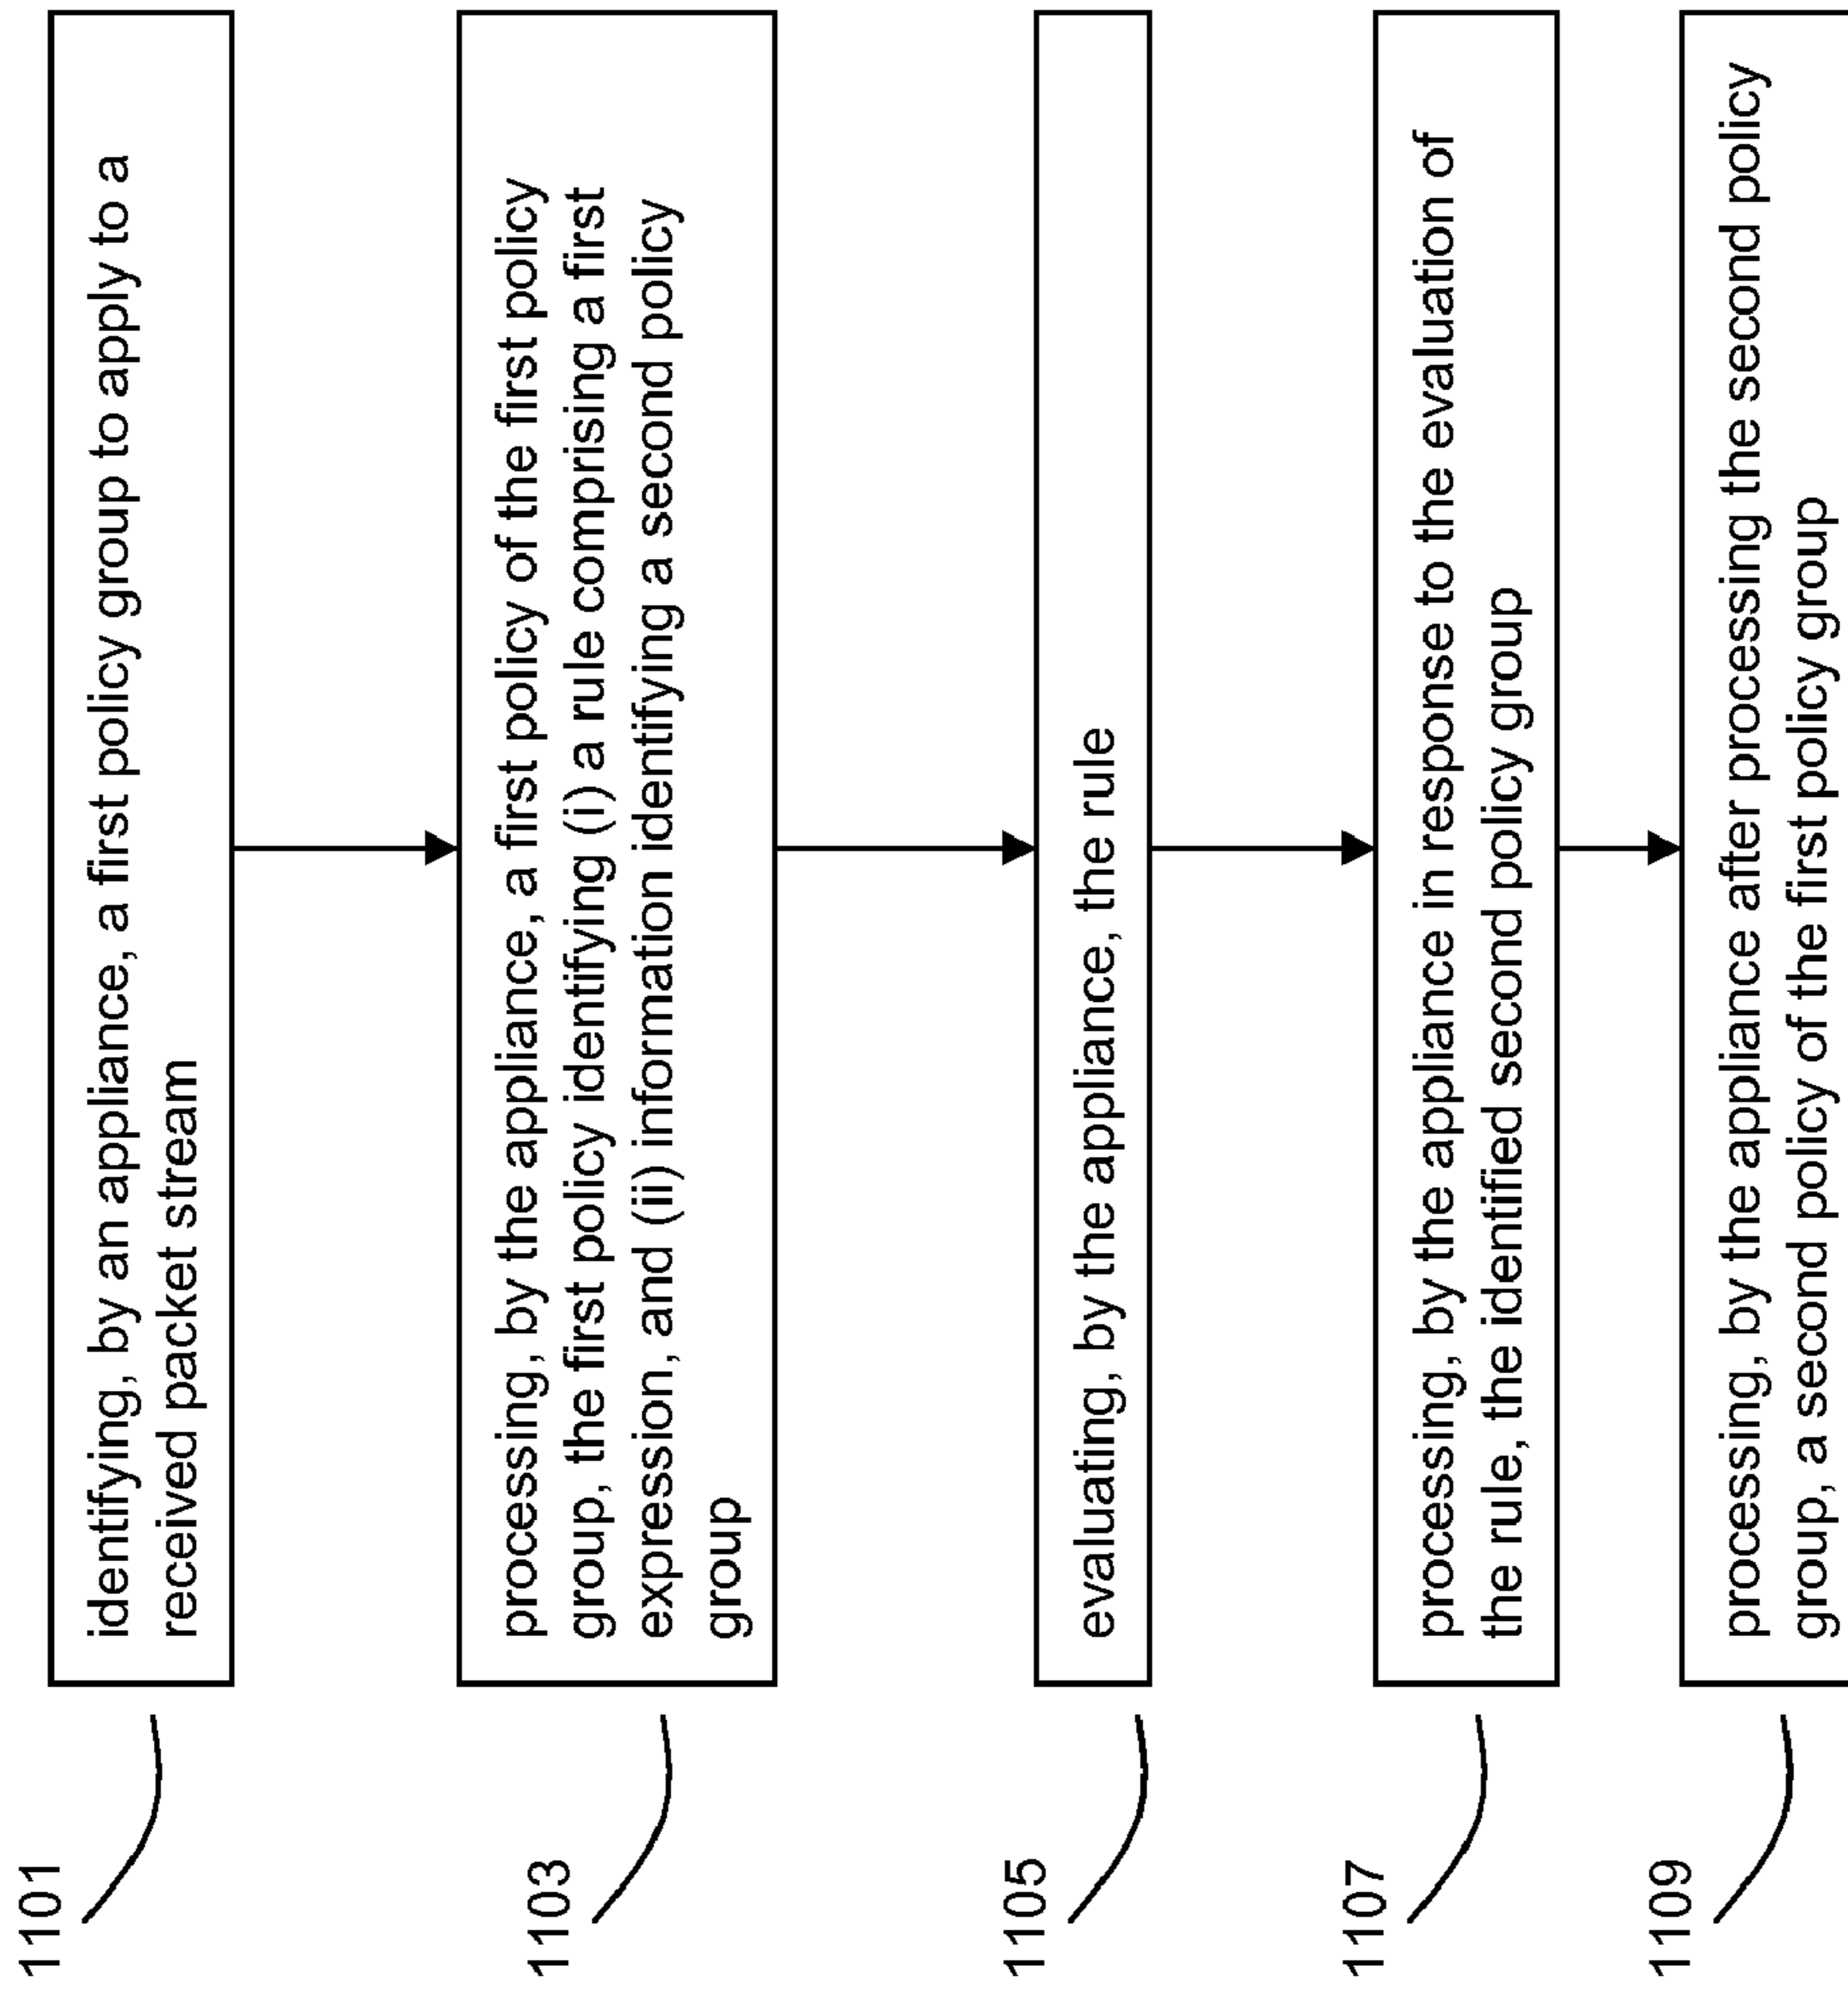 1101
identifying, by an appliance, a first policy group to apply to a
received packet stream
1103
processing, by the appliance, a first policy of the first policy
group, the first policy identifying (i) a rule comprising a first
expression, and (ii) information identifying a second policy
group
1105
evaluating, by the appliance, the rule
1107
processing, by the appliance in response to the evaluation of
the rule, the identified second policy group
1109
processing, by the appliance after processing the second policy
group, a second policy of the first policy group